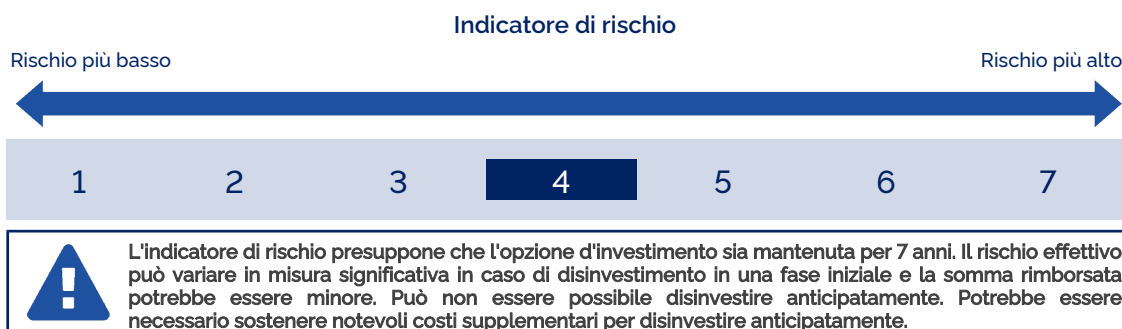 Indicatore di rischio
Rischio più basso
Rischio più alto
1 2 3 4 5 6 7
L'indicatore di rischio presuppone che l'opzione d'investimento sia mantenuta per 7 anni. Il rischio effettivo
può variare in misura significativa in caso di disinvestimento in una fase iniziale e la somma rimborsata
potrebbe essere minore. Può non essere possibile disinvestire anticipatamente. Potrebbe essere
necessario sostenere notevoli costi supplementari per disinvestire anticipatamente.